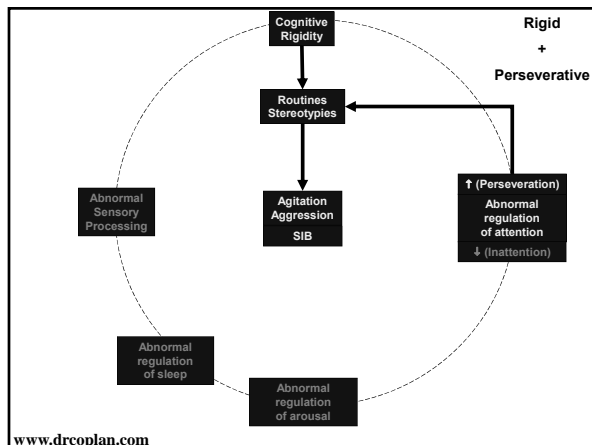 Cognitive
Rigidity
Rigid
+
Perseverative
Routines
Stereotypies
Abnormal
Sensory
Processing
Agitation
Aggression
SIB
↑ (Perseveration)
Abnormal
regulation
of attention
↓ (Inattention)
Abnormal
regulation
of sleep
Abnormal
regulation
of arousal
www.drcoplan.com